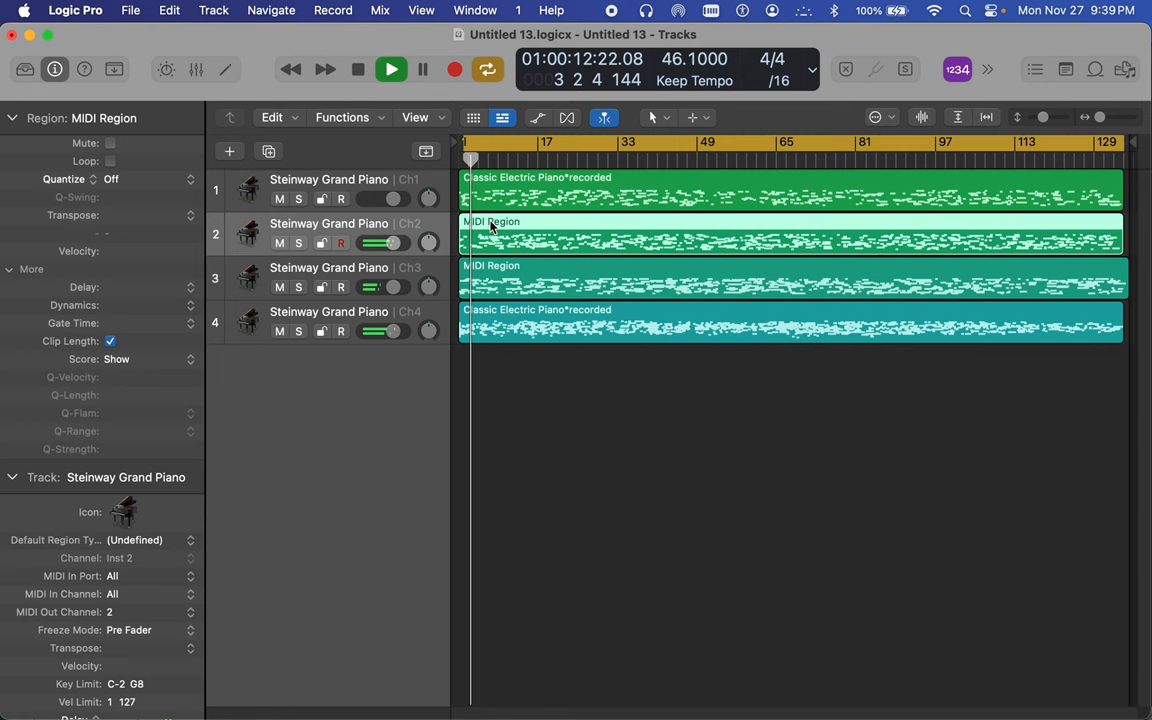 Logic Pro File Edit Track Navigate Record Mix View Window 1 Help 100% Mon Nov 27 9:39 PM
Untitled 13.logicx - Untitled 13 - Tracks
01:00:12:22.08 46.1000 4/4
0003 2 4 144 Keep Tempo /16
1234
Region: MIDI Region
Edit Functions View
Mute:
Loop:
Quantize Off
Q-Swing:
Transpose:
- -
Velocity:
More
Delay:
Dynamics:
Gate Time:
Clip Length:
Score: Show
Q-Velocity:
Q-Length:
Q-Flam:
Q-Range:
Q-Strength:
Track: Steinway Grand Piano
Icon:
Default Region Ty... (Undefined)
Channel: Inst 2
MIDI In Port: All
MIDI In Channel: All
MIDI Out Channel: 2
Freeze Mode: Pre Fader
Transpose:
Velocity:
Key Limit: C-2 G8
Vel Limit: 1 127
Delay
1 17 33 49 65 81 97 113 129
1 Steinway Grand Piano | Ch1
M S R
Classic Electric Piano*recorded
2 Steinway Grand Piano | Ch2
M S R
MIDI Region
3 Steinway Grand Piano | Ch3
M S R
MIDI Region
4 Steinway Grand Piano | Ch4
M S R
Classic Electric Piano*recorded